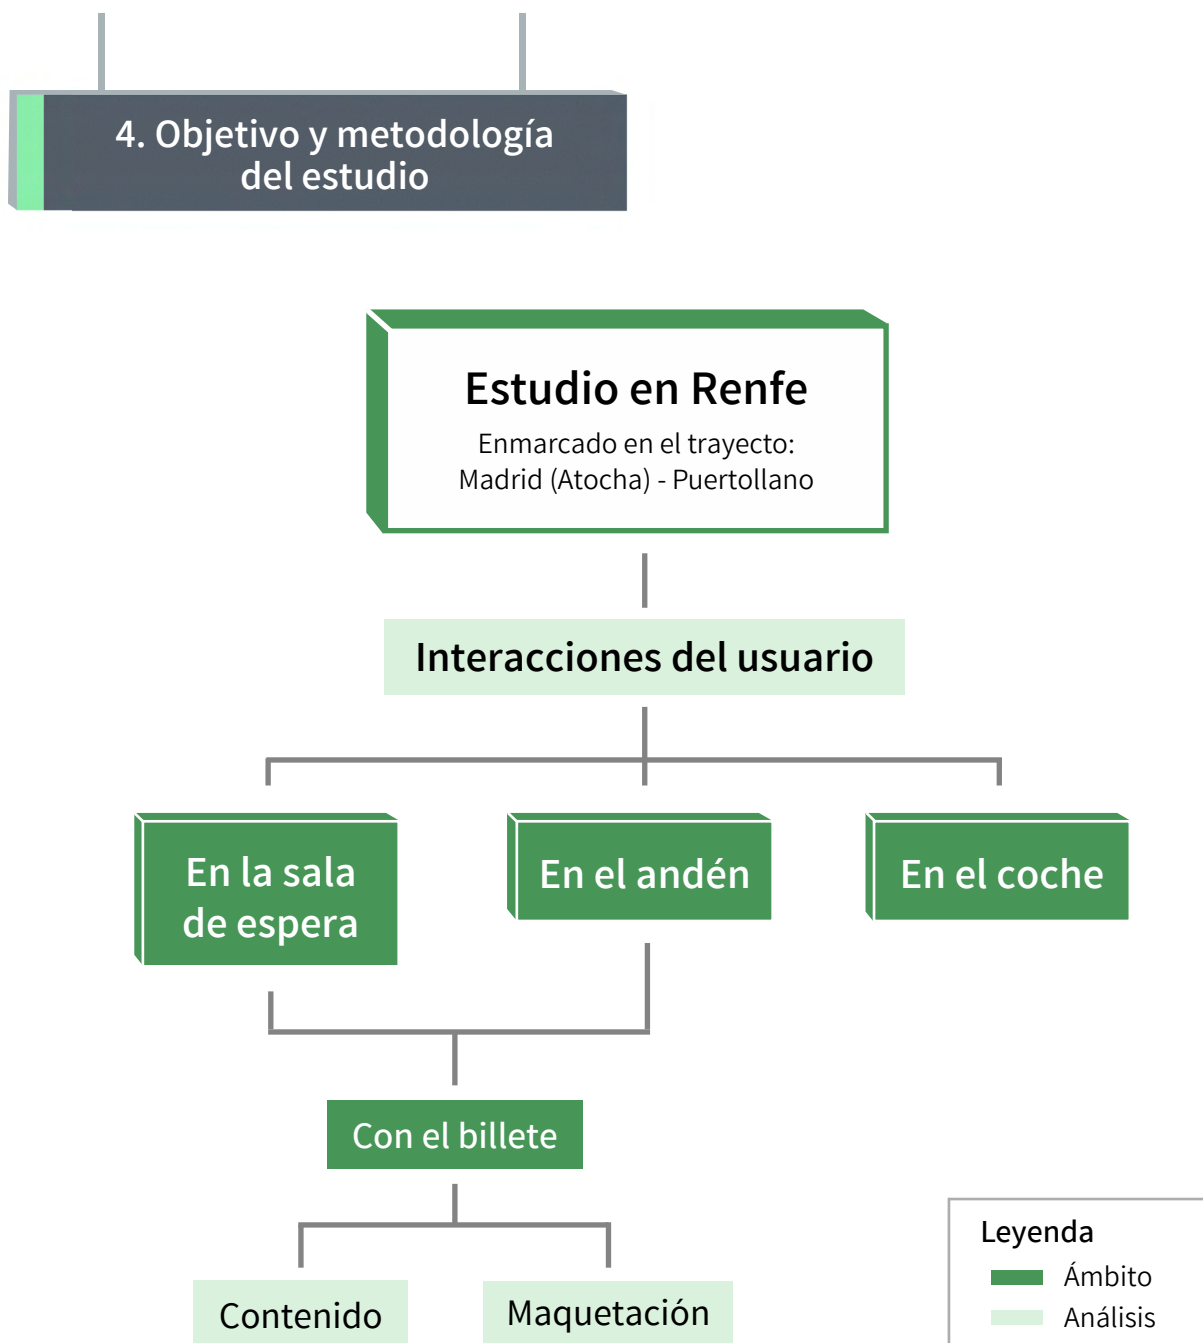 4. Objetivo y metodología
del estudio
Estudio en Renfe
Enmarcado en el trayecto:
Madrid (Atocha) - Puertollano
Interacciones del usuario
En la sala
de espera
En el andén
En el coche
Con el billete
Contenido
Maquetación
Leyenda
Ámbito
Análisis